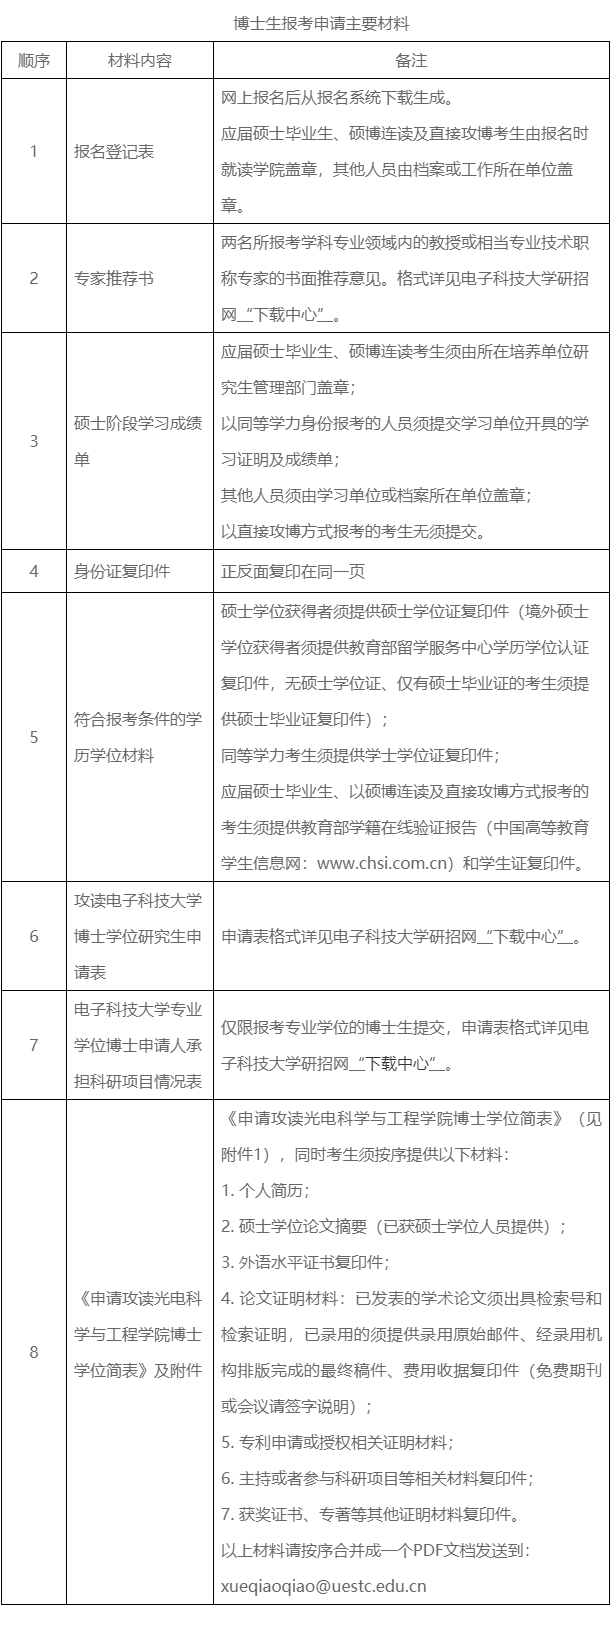 博士生报考申请主要材料
顺序
材料内容
备注
1
报名登记表
网上报名后从报名系统下载生成。
应届硕士毕业生、硕博连读及直接攻博考生由报名时
就读学院盖章，其他人员由档案或工作所在单位盖
章。
2
专家推荐书
两名所报考学科专业领域内的教授或相当专业技术职
称专家的书面推荐意见。格式详见电子科技大学研招
网__“下载中心”__。
3
硕士阶段学习成绩
单
应届硕士毕业生、硕博连读考生须由所在培养单位研
究生管理部门盖章；
以同等学力身份报考的人员须提交学习单位开具的学
习证明及成绩单；
其他人员须由学习单位或档案所在单位盖章；
以直接攻博方式报考的考生无须提交。
4
身份证复印件
正反面复印在同一页
5
符合报考条件的学
历学位材料
硕士学位获得者须提供硕士学位证复印件（境外硕士
学位获得者须提供教育部留学服务中心学历学位认证
复印件，无硕士学位证、仅有硕士毕业证的考生须提
供硕士毕业证复印件）；
同等学力考生须提供学士学位证复印件；
应届硕士毕业生、以硕博连读及直接攻博方式报考的
考生须提供教育部学籍在线验证报告（中国高等教育
学生信息网：www.chsi.com.cn）和学生证复印件。
6
攻读电子科技大学
博士学位研究生申
请表
申请表格式详见电子科技大学研招网__“下载中心”__。
7
电子科技大学专业
学位博士申请人承
担科研项目情况表
仅限报考专业学位的博士生提交，申请表格式详见电
子科技大学研招网__“下载中心”__。
8
《申请攻读光电科
学与工程学院博士
学位简表》及附件
《申请攻读光电科学与工程学院博士学位简表》（见
附件1），同时考生须按序提供以下材料：
1. 个人简历；
2. 硕士学位论文摘要（已获硕士学位人员提供）；
3. 外语水平证书复印件；
4. 论文证明材料：已发表的学术论文须出具检索号和
检索证明，已录用的须提供录用原始邮件、经录用机
构排版完成的最终稿件、费用收据复印件（免费期刊
或会议请签字说明）；
5. 专利申请或授权相关证明材料；
6. 主持或者参与科研项目等相关材料复印件；
7. 获奖证书、专著等其他证明材料复印件。
以上材料请按序合并成一个PDF文档发送到：
xueqiaoqiao@uestc.edu.cn